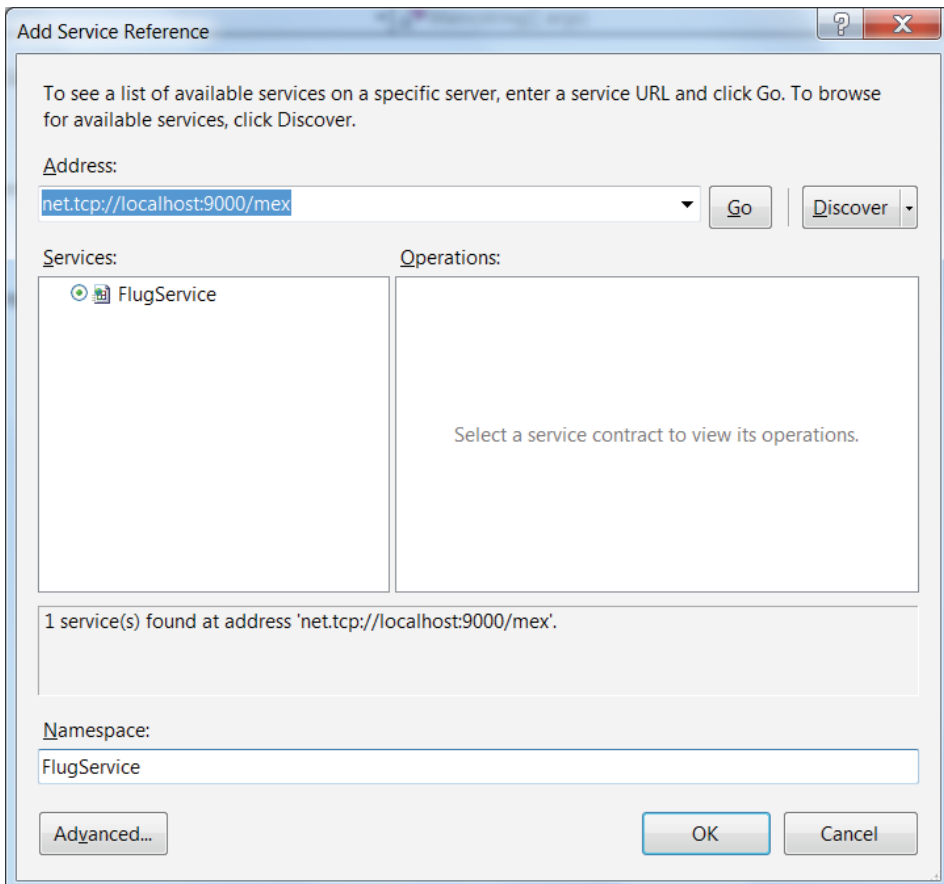 Add Service Reference
To see a list of available services on a specific server, enter a service URL and click Go. To browse
for available services, click Discover.
Address:
net.tcp://localhost:9000/mex
Go
Discover
Services:
Operations:
FlugService
Select a service contract to view its operations.
1 service(s) found at address 'net.tcp://localhost:9000/mex'.
Namespace:
FlugService
Advanced...
OK
Cancel